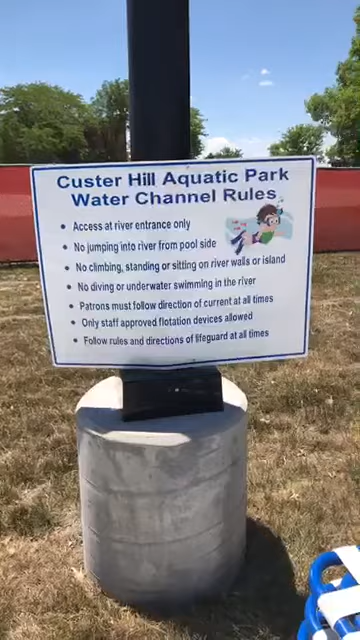 Custer Hill Aquatic Park
Water Channel Rules
• Access at river entrance only
• No jumping into river from pool side
• No climbing, standing or sitting on river walls or island
• No diving or underwater swimming in the river
• Patrons must follow direction of current at all times
• Only staff approved flotation devices allowed
• Follow rules and directions of lifeguard at all times